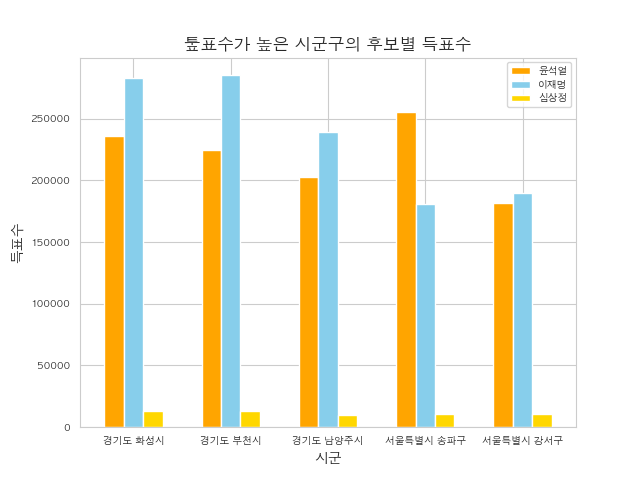 투표수가 높은 시군구의 후보별 득표수
윤석열
이재명
심상정
250000
200000
150000
100000
50000
0
득표수
경기도 화성시
경기도 부천시
경기도 남양주시
서울특별시 송파구
서울특별시 강서구
시군